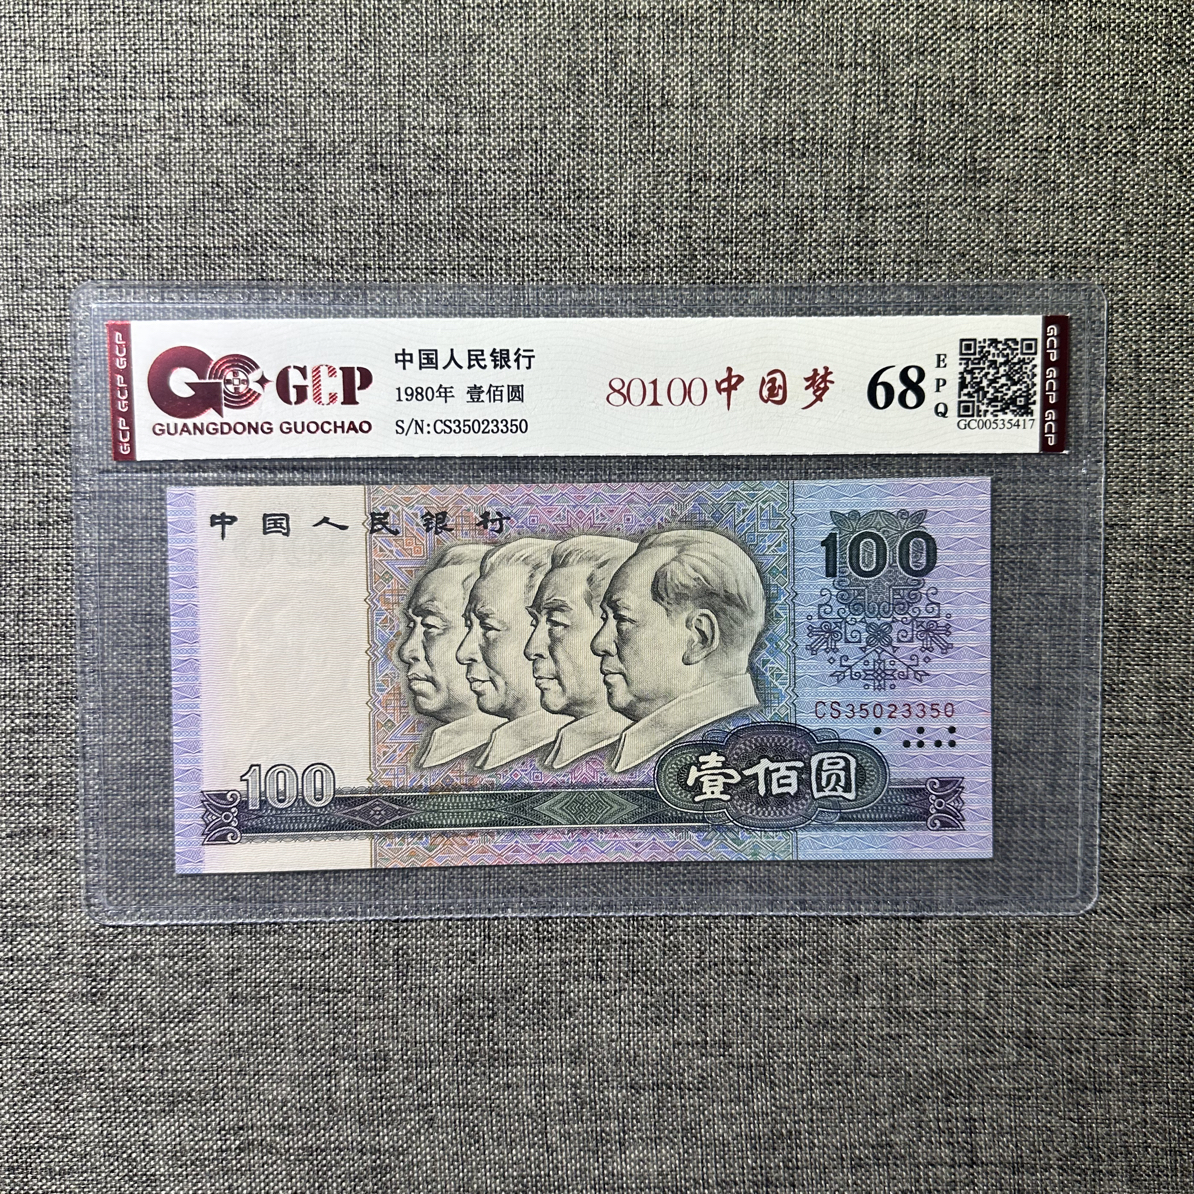 GCP GCP GCP
GCP
GUANGDONG GUOCHAO
中国人民银行
1980年 壹佰圆
S/N:CS35023350
80100中国梦
68
EPQ
GC00535417
GCP GCP GCP
中国人民银行
100
CS35023350
100
壹佰圆